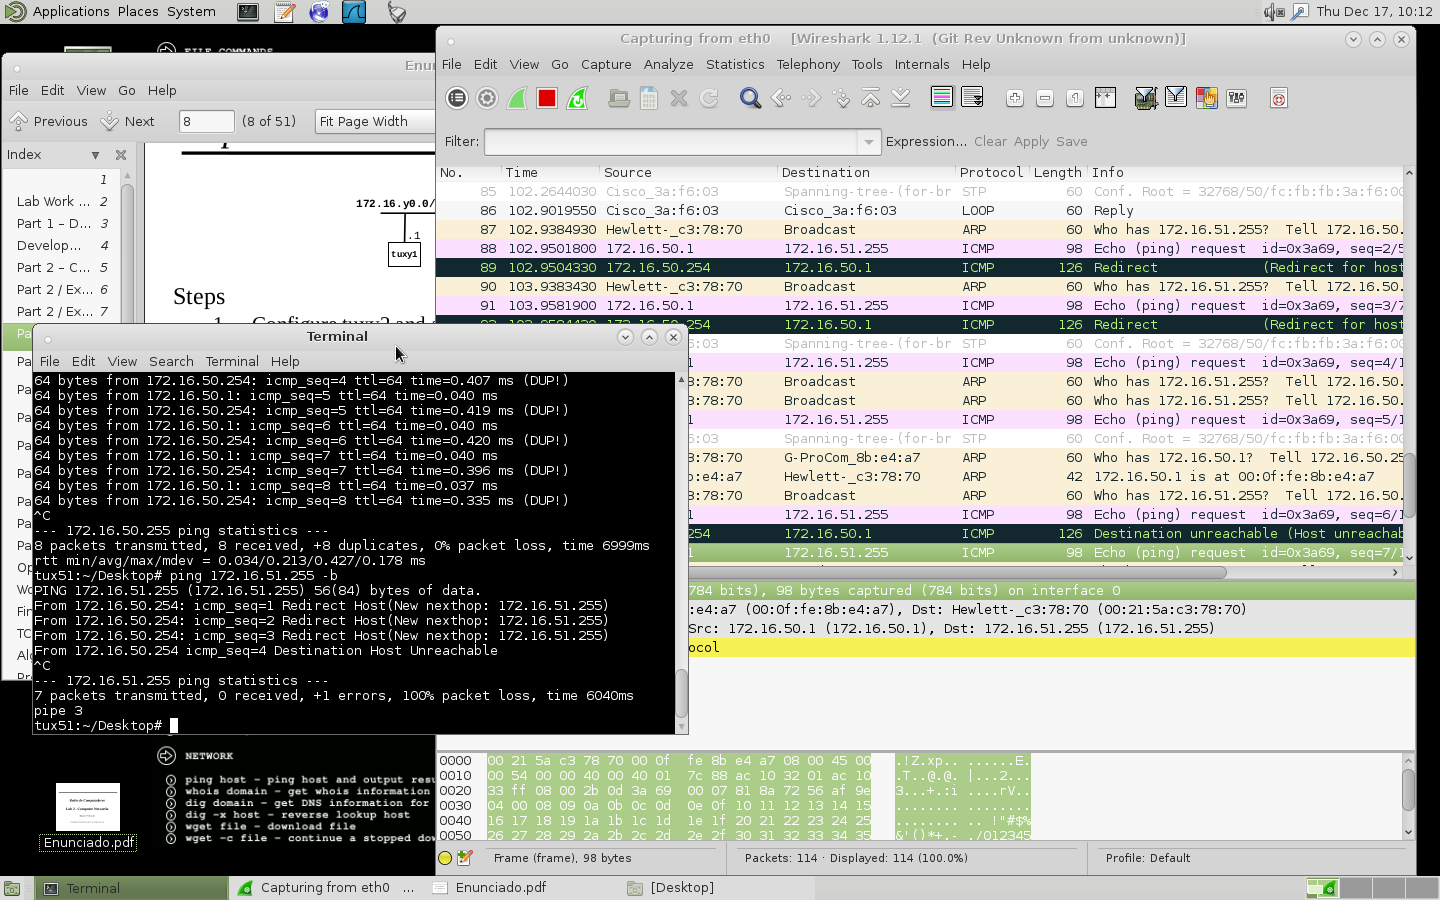 Applications Places System
Thu Dec 17, 10:12
FILE COMMANDS
Enu
File Edit View Go Help
Previous Next 8 (8 of 51) Fit Page Width
Index
1
Lab Work ... 2
Part 1 – D... 3
Develop... 4
Part 2 – C... 5
Part 2 / Ex... 6
Part 2 / Ex... 7
172.16.y0.0/
.1
tuxy1
Steps
Capturing from eth0 [Wireshark 1.12.1 (Git Rev Unknown from unknown)]
File Edit View Go Capture Analyze Statistics Telephony Tools Internals Help
Filter: Expression... Clear Apply Save
No. Time Source Destination Protocol Length Info
85 102.2644030 Cisco_3a:f6:03 Spanning-tree-(for-br STP 60 Conf. Root = 32768/50/fc:fb:fb:3a:f6:00
86 102.9019550 Cisco_3a:f6:03 Cisco_3a:f6:03 LOOP 60 Reply
87 102.9384930 Hewlett-_c3:78:70 Broadcast ARP 60 Who has 172.16.51.255? Tell 172.16.50.
88 102.9501800 172.16.50.1 172.16.51.255 ICMP 98 Echo (ping) request id=0x3a69, seq=2/5
89 102.9504330 172.16.50.254 172.16.50.1 ICMP 126 Redirect (Redirect for host
90 103.9383430 Hewlett-_c3:78:70 Broadcast ARP 60 Who has 172.16.51.255? Tell 172.16.50.
91 103.9581900 172.16.50.1 172.16.51.255 ICMP 98 Echo (ping) request id=0x3a69, seq=3/7
254 172.16.50.1 ICMP 126 Redirect (Redirect for host
6:03 Spanning-tree-(for-br STP 60 Conf. Root = 32768/50/fc:fb:fb:3a:f6:00
1 172.16.51.255 ICMP 98 Echo (ping) request id=0x3a69, seq=4/1
3:78:70 Broadcast ARP 60 Who has 172.16.51.255? Tell 172.16.50.
3:78:70 Broadcast ARP 60 Who has 172.16.51.255? Tell 172.16.50.
1 172.16.51.255 ICMP 98 Echo (ping) request id=0x3a69, seq=5/1
6:03 Spanning-tree-(for-br STP 60 Conf. Root = 32768/50/fc:fb:fb:3a:f6:00
3:78:70 G-ProCom_8b:e4:a7 ARP 60 Who has 172.16.50.1? Tell 172.16.50.25
b:e4:a7 Hewlett-_c3:78:70 ARP 42 172.16.50.1 is at 00:0f:fe:8b:e4:a7
3:78:70 Broadcast ARP 60 Who has 172.16.51.255? Tell 172.16.50.
1 172.16.51.255 ICMP 98 Echo (ping) request id=0x3a69, seq=6/1
254 172.16.50.1 ICMP 126 Destination unreachable (Host unreachab
1 172.16.51.255 ICMP 98 Echo (ping) request id=0x3a69, seq=7/1
784 bits), 98 bytes captured (784 bits) on interface 0
:e4:a7 (00:0f:fe:8b:e4:a7), Dst: Hewlett-_c3:78:70 (00:21:5a:c3:78:70)
Src: 172.16.50.1 (172.16.50.1), Dst: 172.16.51.255 (172.16.51.255)
ocol
Terminal
File Edit View Search Terminal Help
64 bytes from 172.16.50.254: icmp_seq=4 ttl=64 time=0.407 ms (DUP!)
64 bytes from 172.16.50.1: icmp_seq=5 ttl=64 time=0.040 ms
64 bytes from 172.16.50.254: icmp_seq=5 ttl=64 time=0.419 ms (DUP!)
64 bytes from 172.16.50.1: icmp_seq=6 ttl=64 time=0.040 ms
64 bytes from 172.16.50.254: icmp_seq=6 ttl=64 time=0.420 ms (DUP!)
64 bytes from 172.16.50.1: icmp_seq=7 ttl=64 time=0.040 ms
64 bytes from 172.16.50.254: icmp_seq=7 ttl=64 time=0.396 ms (DUP!)
64 bytes from 172.16.50.1: icmp_seq=8 ttl=64 time=0.037 ms
64 bytes from 172.16.50.254: icmp_seq=8 ttl=64 time=0.335 ms (DUP!)
^C
--- 172.16.50.255 ping statistics ---
8 packets transmitted, 8 received, +8 duplicates, 0% packet loss, time 6999ms
rtt min/avg/max/mdev = 0.034/0.213/0.427/0.178 ms
tux51:~/Desktop# ping 172.16.51.255 -b
PING 172.16.51.255 (172.16.51.255) 56(84) bytes of data.
From 172.16.50.254: icmp_seq=1 Redirect Host(New nexthop: 172.16.51.255)
From 172.16.50.254: icmp_seq=2 Redirect Host(New nexthop: 172.16.51.255)
From 172.16.50.254: icmp_seq=3 Redirect Host(New nexthop: 172.16.51.255)
From 172.16.50.254 icmp_seq=4 Destination Host Unreachable
^C
--- 172.16.51.255 ping statistics ---
7 packets transmitted, 0 received, +1 errors, 100% packet loss, time 6040ms
pipe 3
tux51:~/Desktop#
NETWORK
ping host - ping host and output resu
whois domain - get whois information
dig domain - get DNS information for
dig -x host - reverse lookup host
wget file - download file
wget -c file - continue a stopped dow
Enunciado.pdf
0000 00 21 5a c3 78 70 00 0f fe 8b e4 a7 08 00 45 00 .!Z.xp.. ......E.
0010 00 54 00 00 40 00 40 01 7c 88 ac 10 32 01 ac 10 .T..@.@. |...2...
0020 33 ff 08 00 2b 0d 3a 69 00 07 81 8a 72 56 af 9e 3...+.:i ....rV..
0030 04 00 08 09 0a 0b 0c 0d 0e 0f 10 11 12 13 14 15 ........ ........
0040 16 17 18 19 1a 1b 1c 1d 1e 1f 20 21 22 23 24 25 ........ .. !"#$%
0050 26 27 28 29 2a 2b 2c 2d 2e 2f 30 31 32 33 34 35 &'()*+,- ./012345
Frame (frame), 98 bytes Packets: 114 · Displayed: 114 (100.0%) Profile: Default
Terminal Capturing from eth0 ... Enunciado.pdf [Desktop]